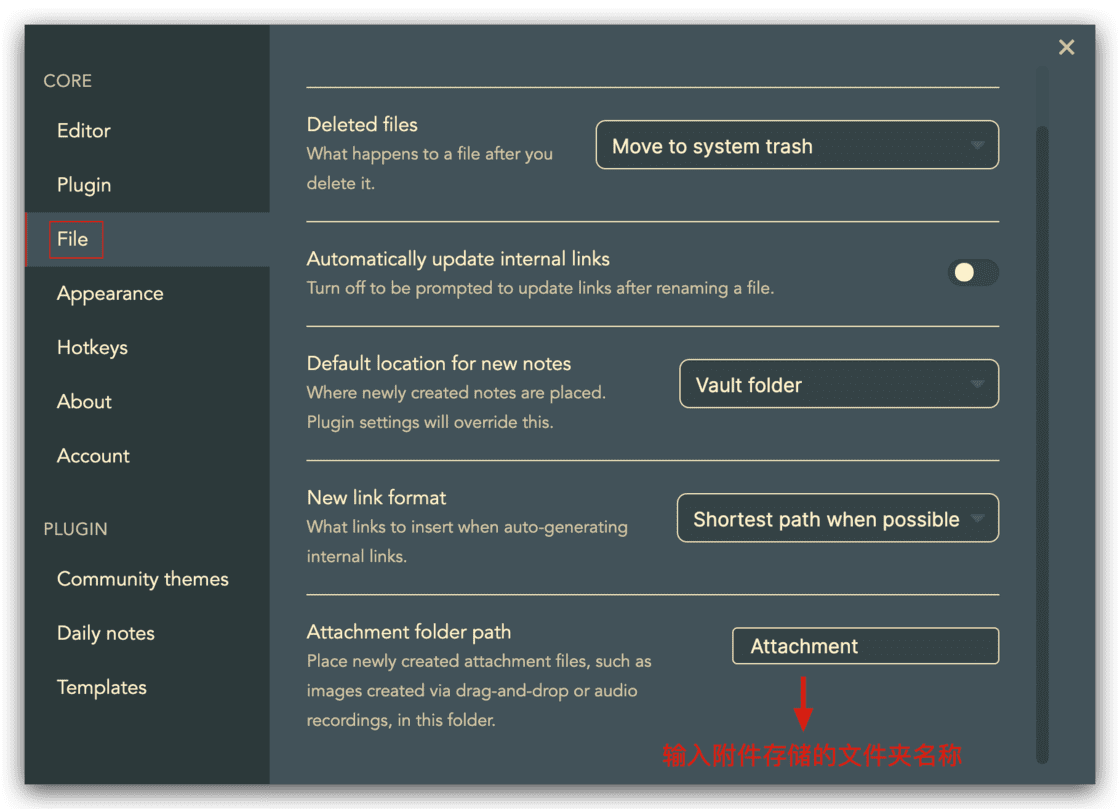 CORE
Editor
Plugin
File
Appearance
Hotkeys
About
Account
PLUGIN
Community themes
Daily notes
Templates
Deleted files
What happens to a file after you
delete it.
Move to system trash
Automatically update internal links
Turn off to be prompted to update links after renaming a file.
Default location for new notes
Where newly created notes are placed.
Plugin settings will override this.
Vault folder
New link format
What links to insert when auto-generating
internal links.
Shortest path when possible
Attachment folder path
Place newly created attachment files, such as
images created via drag-and-drop or audio
recordings, in this folder.
Attachment
输入附件存储的文件夹名称